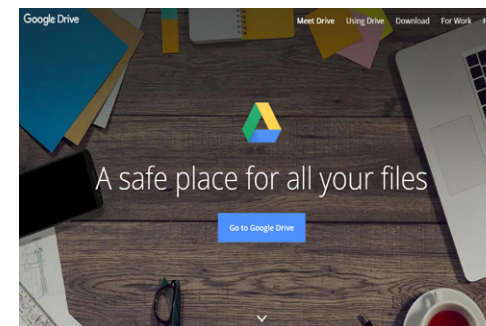 Google Drive
Meet Drive Using Drive Download For Work
A safe place for all your files
Go to Google Drive